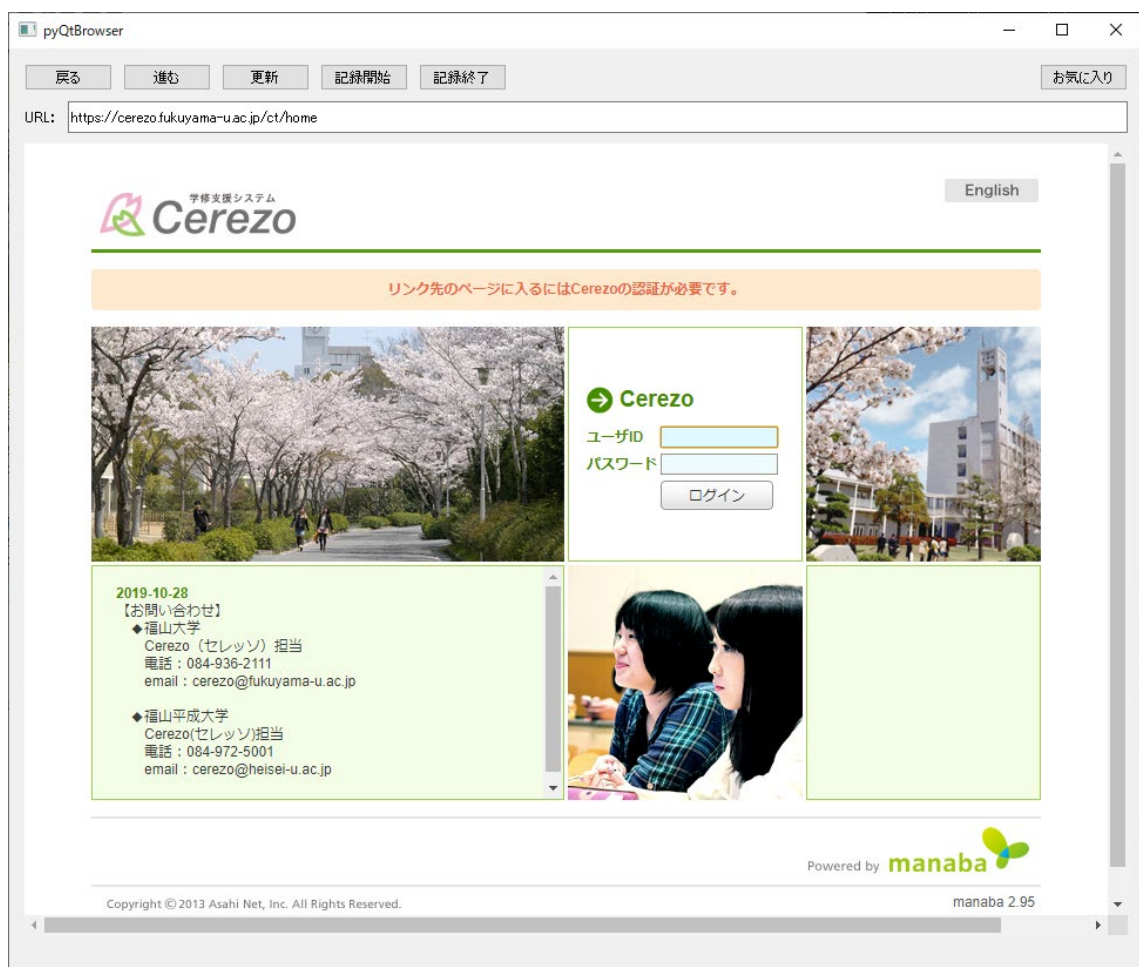 pyQtBrowser
戻る 進む 更新 記録開始 記録終了 お気に入り
URL: https://cerezo.fukuyama-u.ac.jp/ct/home
English
学修支援システム
Cerezo
リンク先のページに入るにはCerezoの認証が必要です。
Cerezo
ユーザID
パスワード
ログイン
2019-10-28
【お問い合わせ】
◆福山大学
Cerezo（セレッソ）担当
電話：084-936-2111
email：cerezo@fukuyama-u.ac.jp
◆福山平成大学
Cerezo(セレッソ)担当
電話：084-972-5001
email：cerezo@heisei-u.ac.jp
Powered by manaba
Copyright © 2013 Asahi Net, Inc. All Rights Reserved.
manaba 2.95